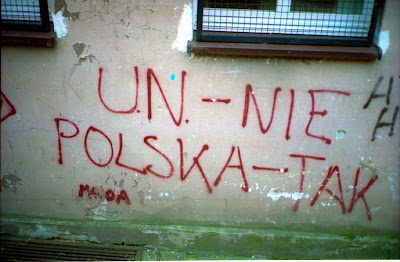 U.N. - NIE
POLSKA - TAK